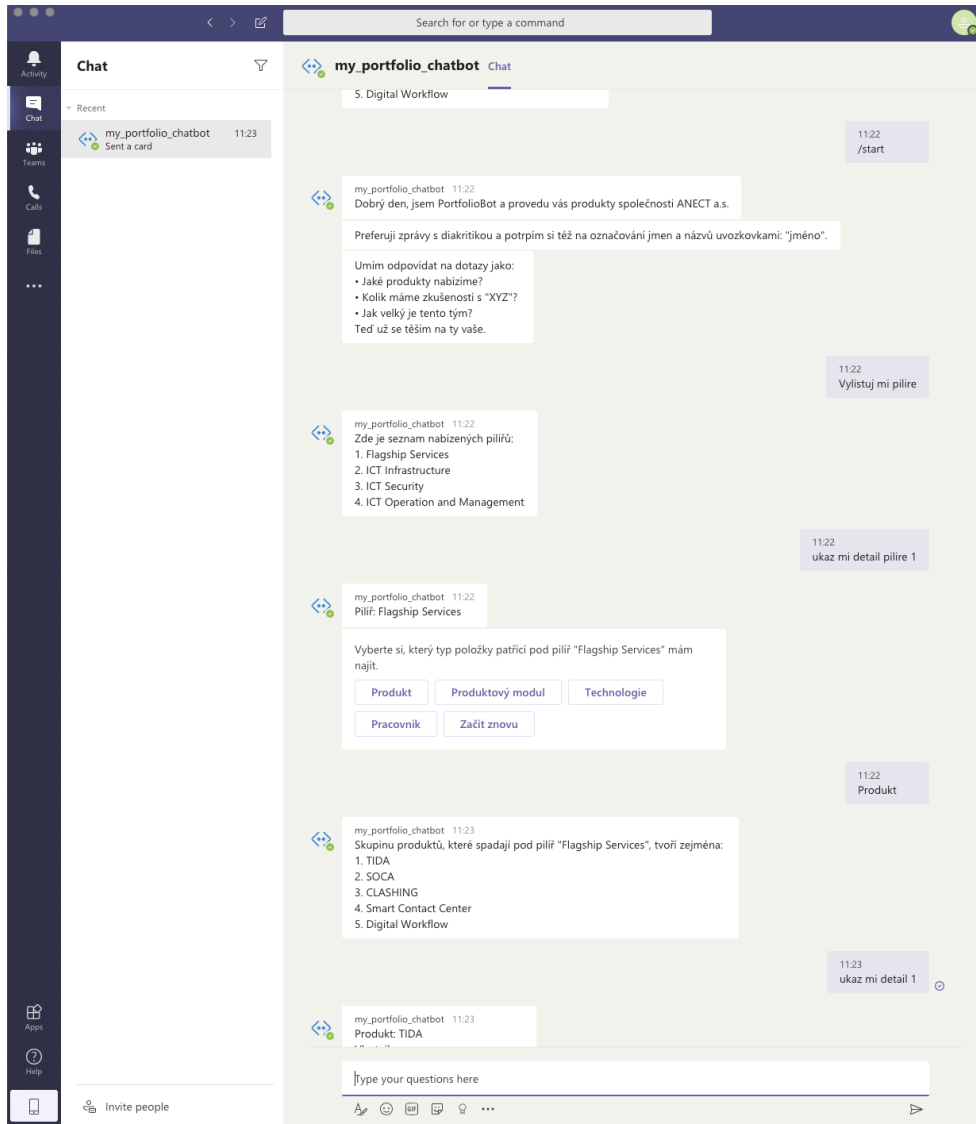 Search for or type a command
Activity
Chat
Teams
Calls
Files
Apps
Help
Chat
Recent
my_portfolio_chatbot 11:23
Sent a card
Invite people
my_portfolio_chatbot Chat
5. Digital Workflow
11:22
/start
my_portfolio_chatbot 11:22
Dobrý den, jsem PortfolioBot a provedu vás produkty společnosti ANECT a.s.
Preferuji zprávy s diakritikou a potrpím si též na označování jmen a názvů uvozovkami: "jméno".
Umím odpovídat na dotazy jako:
• Jaké produkty nabízíme?
• Kolik máme zkušeností s "XYZ"?
• Jak velký je tento tým?
Teď už se těším na ty vaše.
11:22
Vylistuj mi pilire
my_portfolio_chatbot 11:22
Zde je seznam nabízených pilířů:
1. Flagship Services
2. ICT Infrastructure
3. ICT Security
4. ICT Operation and Management
11:22
ukaz mi detail pilire 1
my_portfolio_chatbot 11:22
Pilíř: Flagship Services
Vyberte si, který typ položky patřící pod pilíř "Flagship Services" mám
najít.
Produkt Produktový modul Technologie
Pracovník Začít znovu
11:22
Produkt
my_portfolio_chatbot 11:23
Skupinu produktů, které spadají pod pilíř "Flagship Services", tvoří zejména:
1. TIDA
2. SOCA
3. CLASHING
4. Smart Contact Center
5. Digital Workflow
11:23
ukaz mi detail 1
my_portfolio_chatbot 11:23
Produkt: TIDA
Type your questions here
GIF